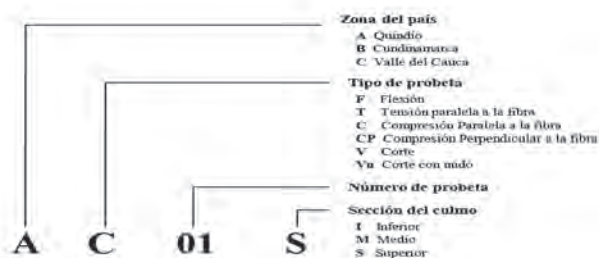 Zona del país
A Quindío
B Cundinamarca
C Valle del Cauca
Tipo de probeta
F Flexión
T Tensión paralela a la fibra
C Compresión Paralela a la fibra
CP Compresión Perpendicular a la fibra
V Corte
Vn Corte con nudo
Número de probeta
Sección del culmo
I Inferior
M Medio
S Superior
A C 01 S